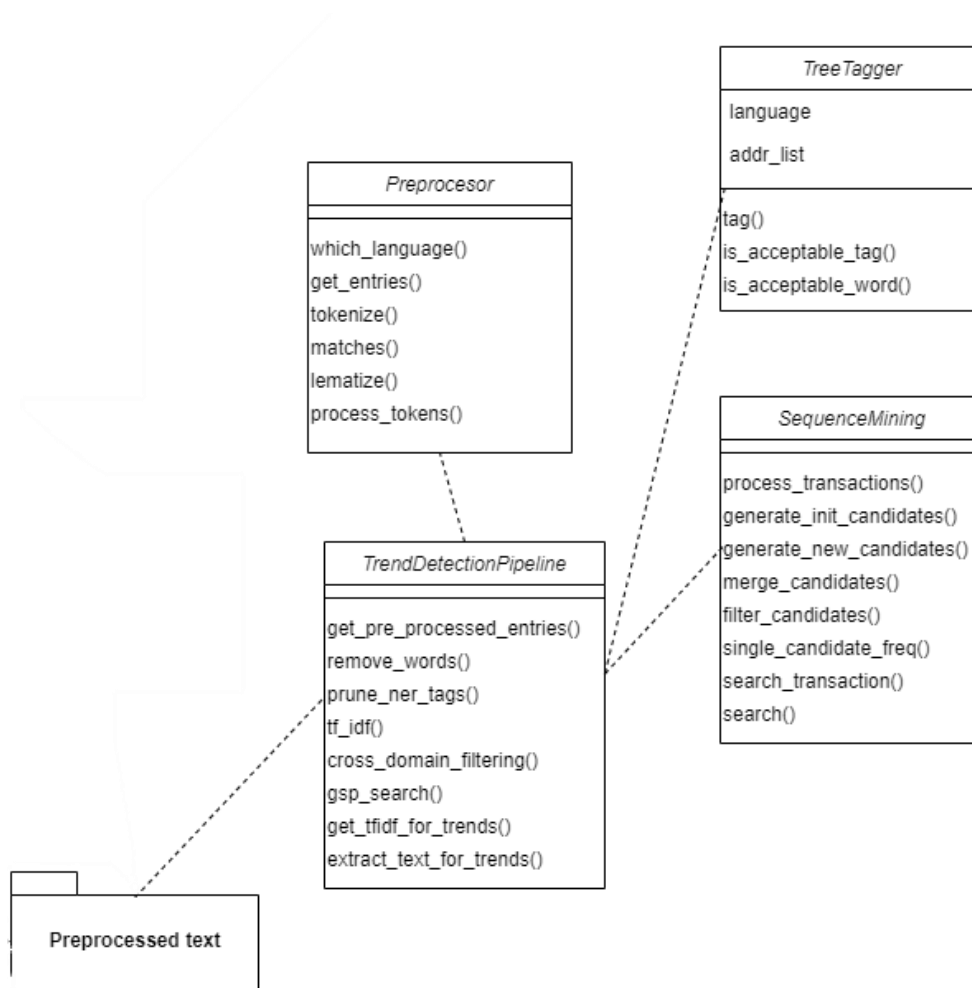 TreeTagger
language
addr_list
tag()
is_acceptable_tag()
is_acceptable_word()
Preprocesor
which_language()
get_entries()
tokenize()
matches()
lematize()
process_tokens()
SequenceMining
process_transactions()
generate_init_candidates()
generate_new_candidates()
merge_candidates()
filter_candidates()
single_candidate_freq()
search_transaction()
search()
TrendDetectionPipeline
get_pre_processed_entries()
remove_words()
prune_ner_tags()
tf_idf()
cross_domain_filtering()
gsp_search()
get_tfidf_for_trends()
extract_text_for_trends()
Preprocessed text